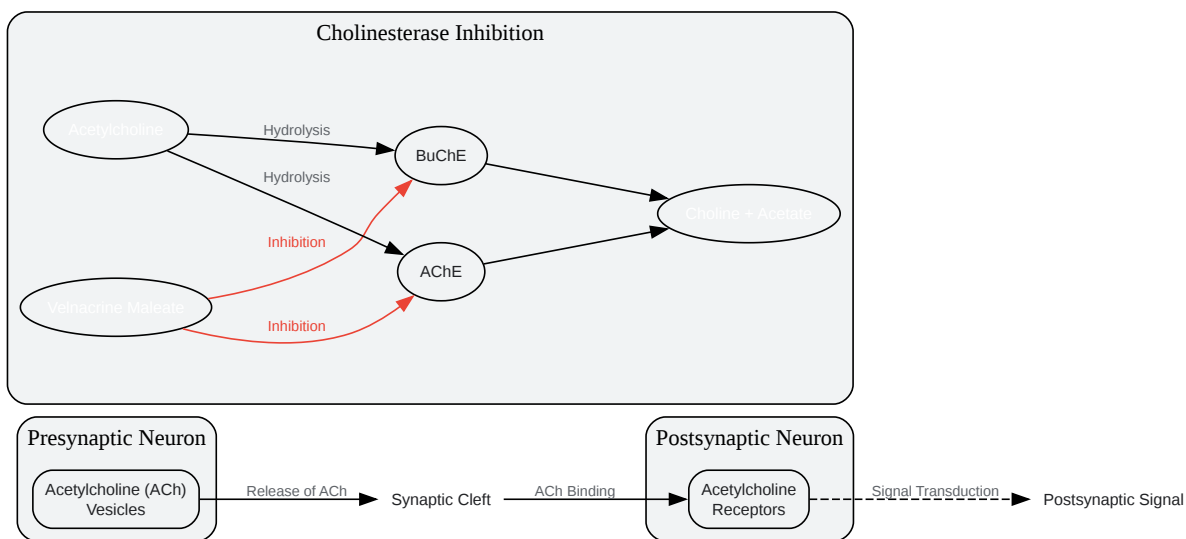 Cholinesterase Inhibition
Acetylcholine
Hydrolysis
BuChE
Hydrolysis
Choline + Acetate
Inhibition
AChE
Velnacrine Maleate
Inhibition
Presynaptic Neuron
Postsynaptic Neuron
Acetylcholine (ACh)
Vesicles
Release of ACh
Synaptic Cleft
ACh Binding
Acetylcholine
Receptors
Signal Transduction
Postsynaptic Signal